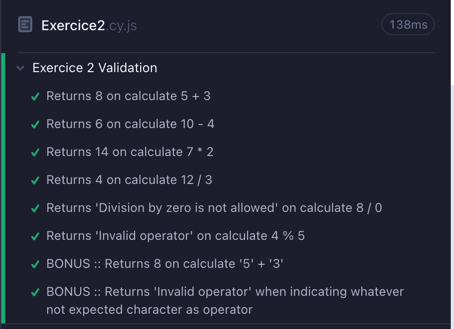 Exercice2.cy.js
138ms
Exercice 2 Validation
Returns 8 on calculate 5 + 3
Returns 6 on calculate 10 - 4
Returns 14 on calculate 7 * 2
Returns 4 on calculate 12 / 3
Returns 'Division by zero is not allowed' on calculate 8 / 0
Returns 'Invalid operator' on calculate 4 % 5
BONUS :: Returns 8 on calculate '5' + '3'
BONUS :: Returns 'Invalid operator' when indicating whatever
not expected character as operator